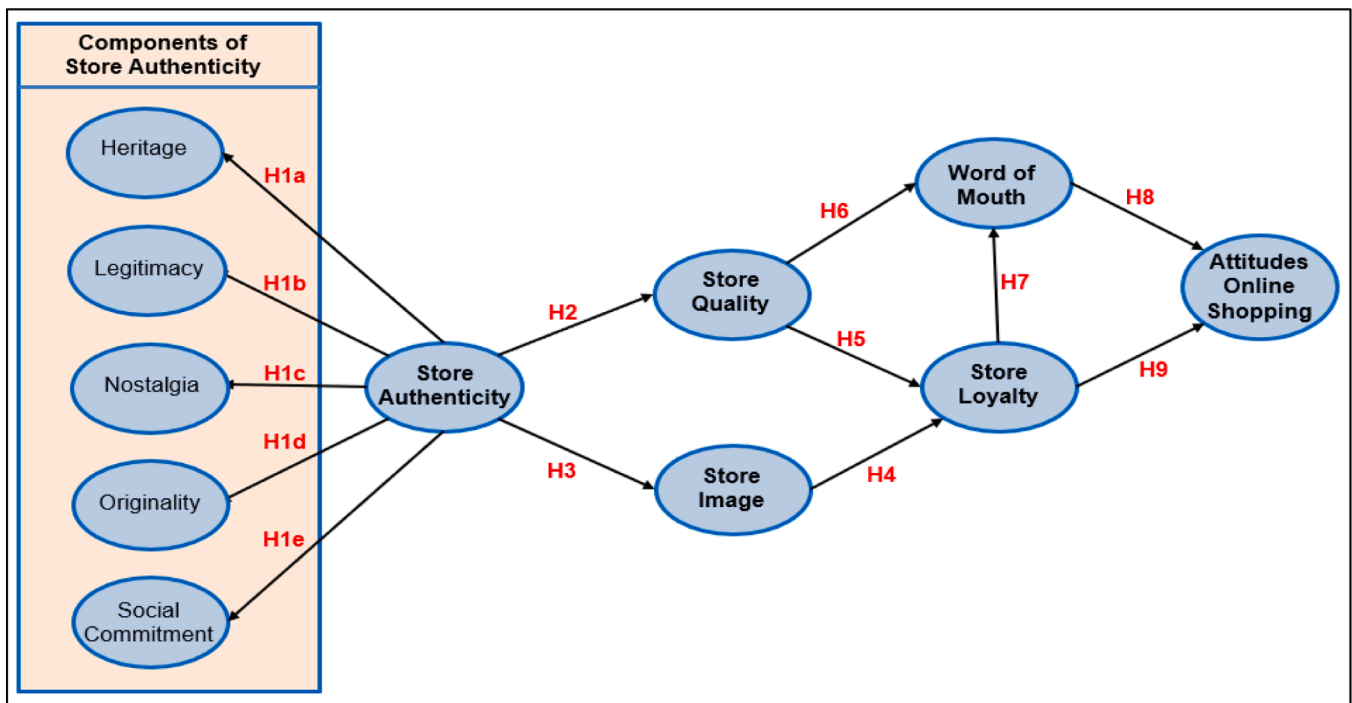 Components of
Store Authenticity
Heritage
H1a
Legitimacy
H1b
Nostalgia
H1c
Originality
H1d
Social
Commitment
H1e
Store
Authenticity
H2
H3
Store
Quality
Store
Image
H6
H5
H4
Word of
Mouth
H7
Store
Loyalty
H8
H9
Attitudes
Online
Shopping